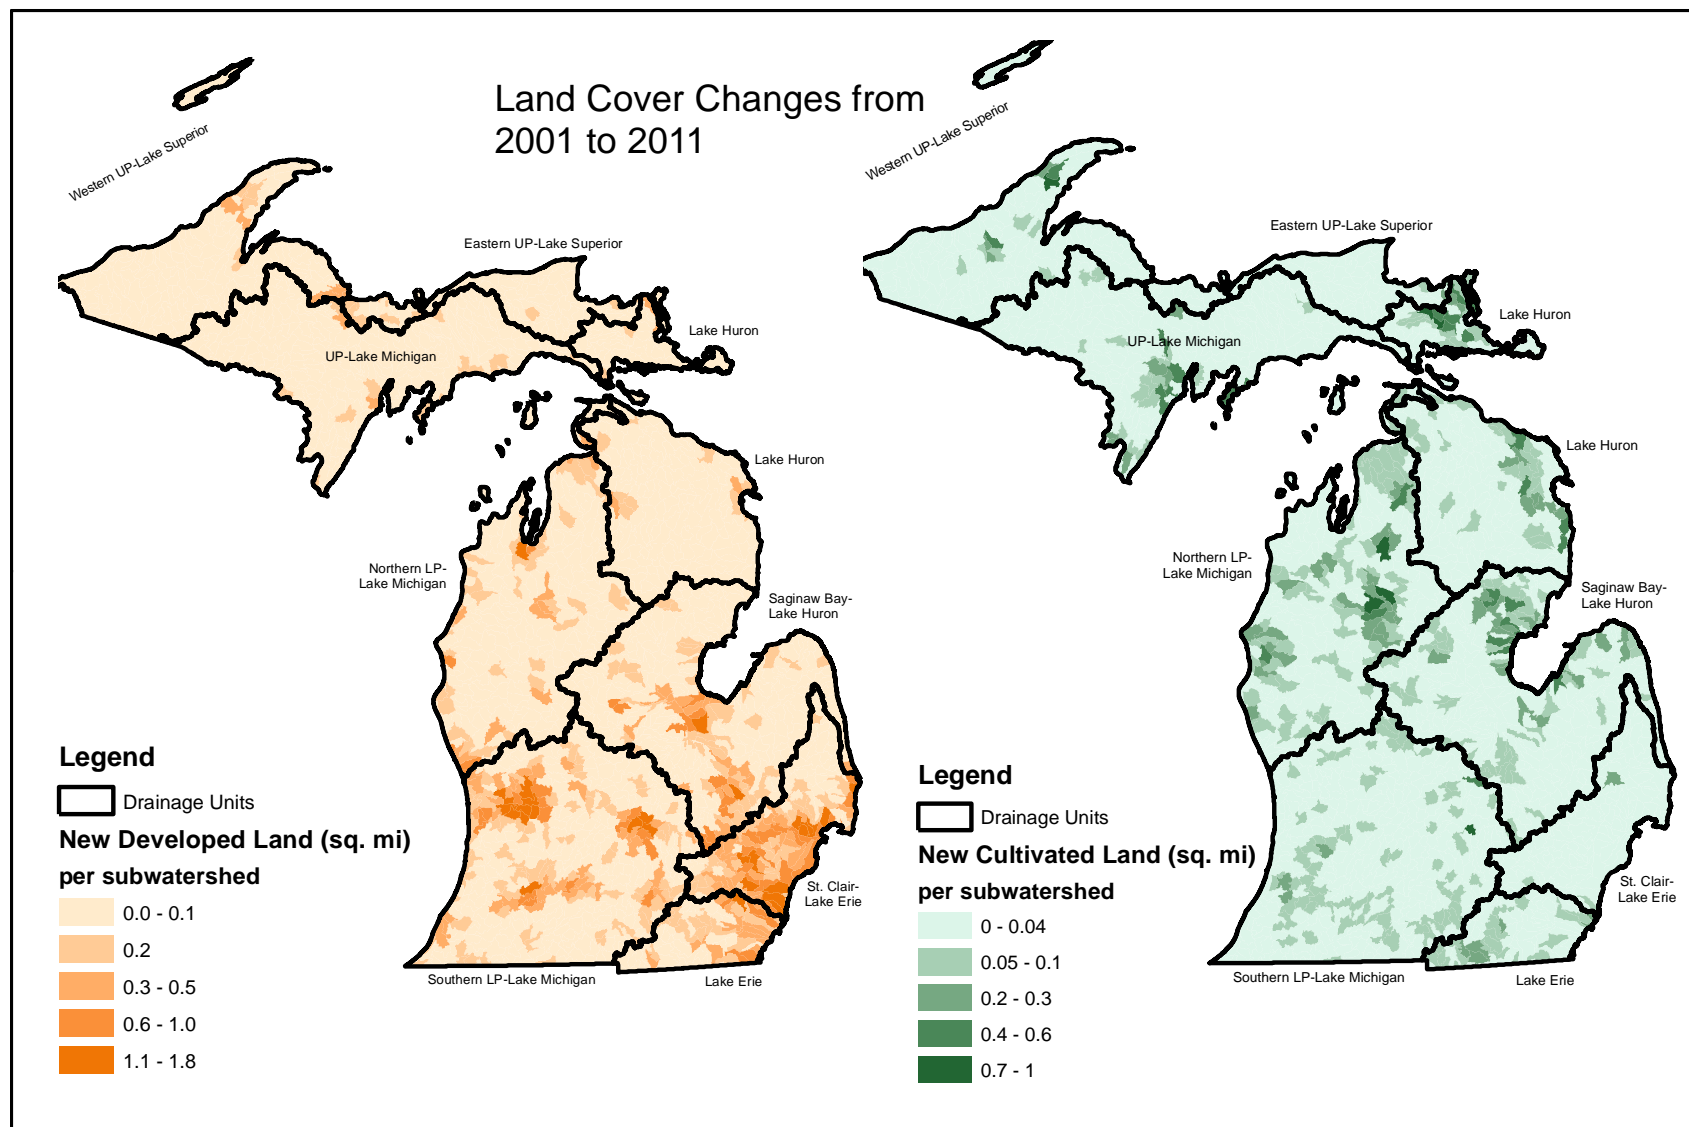 Land Cover Changes from
2001 to 2011
Western UP-Lake Superior
Eastern UP-Lake Superior
Lake Huron
UP-Lake Michigan
Lake Huron
Northern LP-
Lake Michigan
Saginaw Bay-
Lake Huron
St. Clair-
Lake Erie
Southern LP-Lake Michigan
Lake Erie
Legend
Drainage Units
New Developed Land (sq. mi)
per subwatershed
0.0 - 0.1
0.2
0.3 - 0.5
0.6 - 1.0
1.1 - 1.8
Western UP-Lake Superior
Eastern UP-Lake Superior
Lake Huron
UP-Lake Michigan
Lake Huron
Northern LP-
Lake Michigan
Saginaw Bay-
Lake Huron
St. Clair-
Lake Erie
Southern LP-Lake Michigan
Lake Erie
Legend
Drainage Units
New Cultivated Land (sq. mi)
per subwatershed
0 - 0.04
0.05 - 0.1
0.2 - 0.3
0.4 - 0.6
0.7 - 1